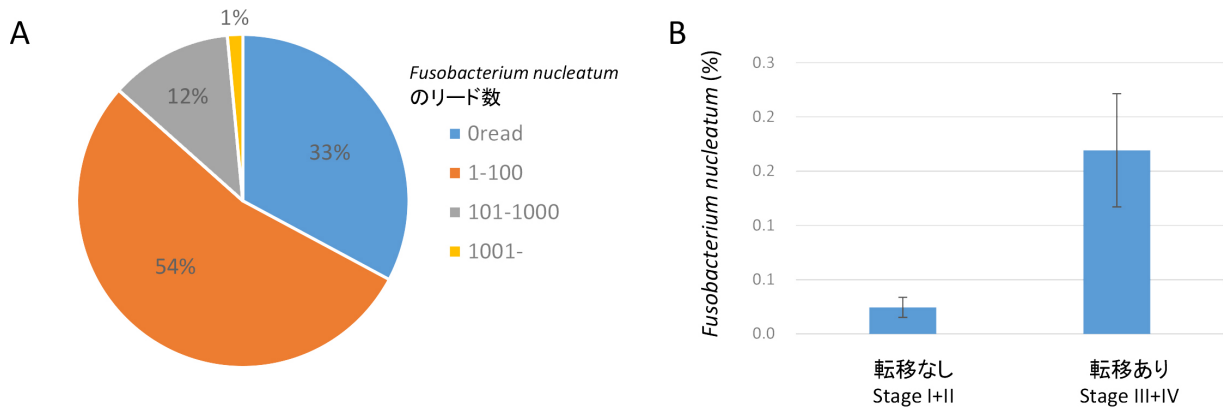 A
1%
12%
33%
54%
Fusobacterium nucleatum
のリード数
0read
1-100
101-1000
1001-
B
Fusobacterium nucleatum (%)
0.3
0.2
0.2
0.1
0.1
0.0
転移なし
Stage I+II
転移あり
Stage III+IV